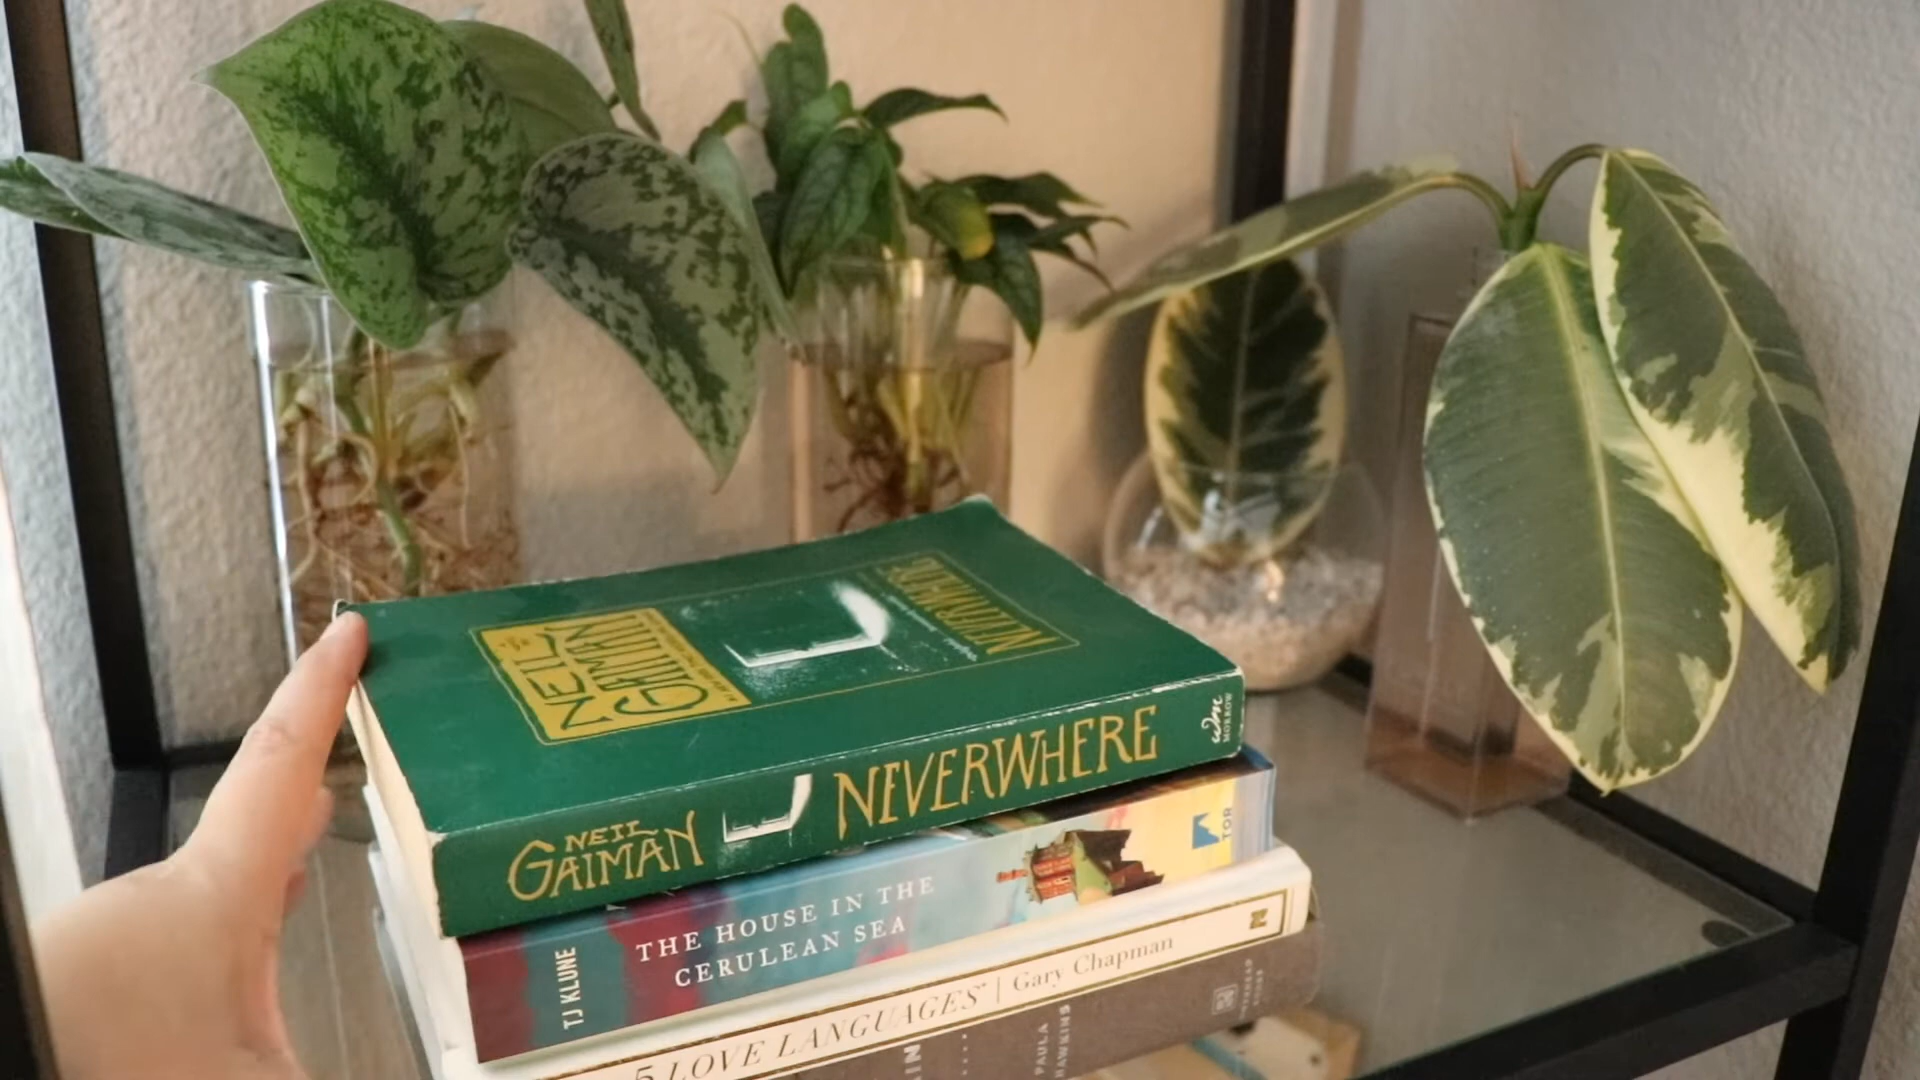 NEIL
GAIMAN
NEVERWHERE
NEIL
GAIMAN
NEVERWHERE
wm
MORROW
TJ KLUNE
THE HOUSE IN THE
CERULEAN SEA
TOR
5 LOVE LANGUAGES® | Gary Chapman
AIN
PAULA
HAWKINS